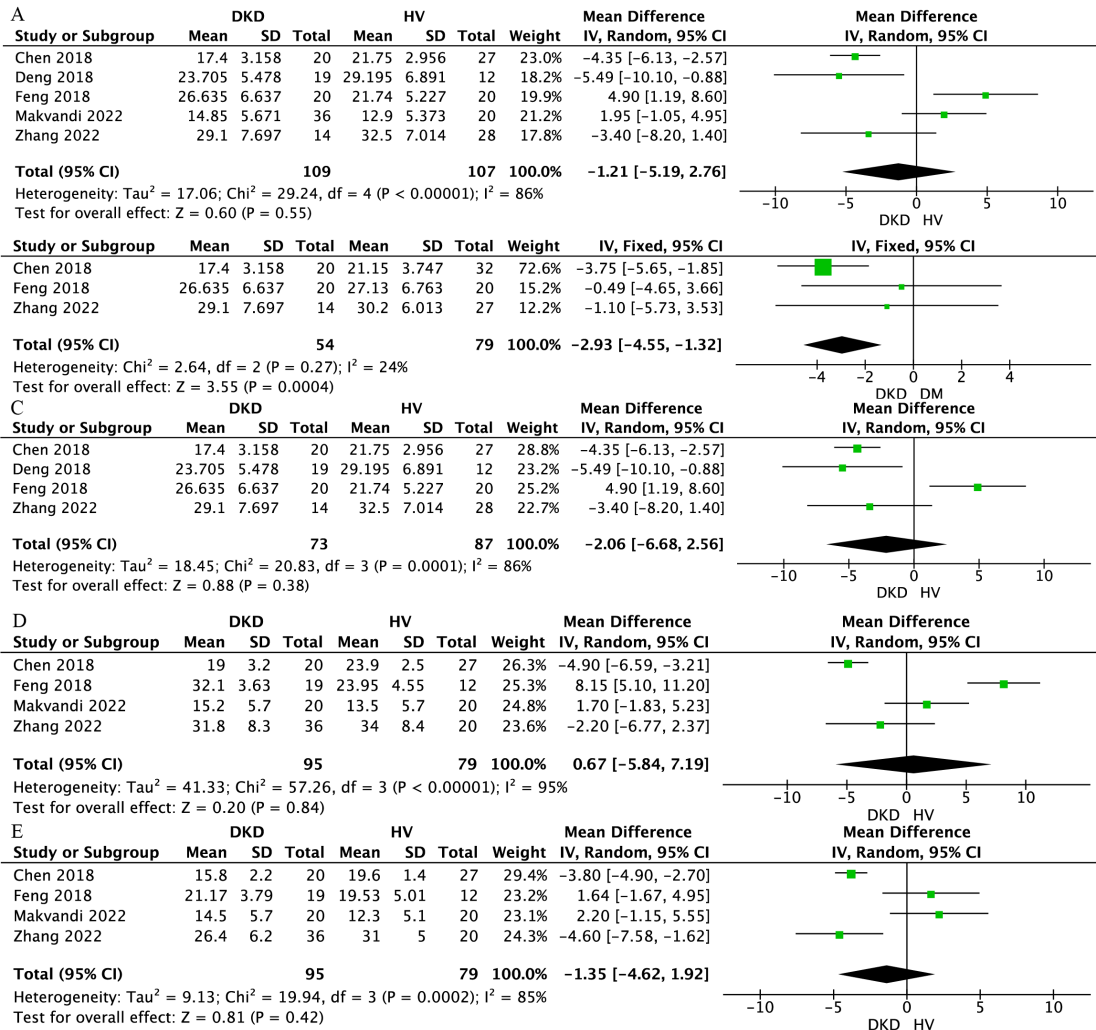 A DKD HV Mean Difference Mean Difference
Study or Subgroup Mean SD Total Mean SD Total Weight IV, Random, 95% CI IV, Random, 95% CI
Chen 2018 17.4 3.158 20 21.75 2.956 27 23.0% −4.35 [−6.13, −2.57]
Deng 2018 23.705 5.478 19 29.195 6.891 12 18.2% −5.49 [−10.10, −0.88]
Feng 2018 26.635 6.637 20 21.74 5.227 20 19.9% 4.90 [1.19, 8.60]
Makvandi 2022 14.85 5.671 36 12.9 5.373 20 21.2% 1.95 [−1.05, 4.95]
Zhang 2022 29.1 7.697 14 32.5 7.014 28 17.8% −3.40 [−8.20, 1.40]
Total (95% CI) 109 107 100.0% −1.21 [−5.19, 2.76]
Heterogeneity: Tau² = 17.06; Chi² = 29.24, df = 4 (P < 0.00001); I² = 86%
Test for overall effect: Z = 0.60 (P = 0.55)
−10 −5 0 5 10
DKD HV
Study or Subgroup Mean SD Total Mean SD Total Weight IV, Fixed, 95% CI IV, Fixed, 95% CI
Chen 2018 17.4 3.158 20 21.15 3.747 32 72.6% −3.75 [−5.65, −1.85]
Feng 2018 26.635 6.637 20 27.13 6.763 20 15.2% −0.49 [−4.65, 3.66]
Zhang 2022 29.1 7.697 14 30.2 6.013 27 12.2% −1.10 [−5.73, 3.53]
Total (95% CI) 54 79 100.0% −2.93 [−4.55, −1.32]
Heterogeneity: Chi² = 2.64, df = 2 (P = 0.27); I² = 24%
Test for overall effect: Z = 3.55 (P = 0.0004)
−4 −2 0 2 4
DKD DM
C DKD HV Mean Difference Mean Difference
Study or Subgroup Mean SD Total Mean SD Total Weight IV, Random, 95% CI IV, Random, 95% CI
Chen 2018 17.4 3.158 20 21.75 2.956 27 28.8% −4.35 [−6.13, −2.57]
Deng 2018 23.705 5.478 19 29.195 6.891 12 23.2% −5.49 [−10.10, −0.88]
Feng 2018 26.635 6.637 20 21.74 5.227 20 25.2% 4.90 [1.19, 8.60]
Zhang 2022 29.1 7.697 14 32.5 7.014 28 22.7% −3.40 [−8.20, 1.40]
Total (95% CI) 73 87 100.0% −2.06 [−6.68, 2.56]
Heterogeneity: Tau² = 18.45; Chi² = 20.83, df = 3 (P = 0.0001); I² = 86%
Test for overall effect: Z = 0.88 (P = 0.38)
−10 −5 0 5 10
DKD HV
D DKD HV Mean Difference Mean Difference
Study or Subgroup Mean SD Total Mean SD Total Weight IV, Random, 95% CI IV, Random, 95% CI
Chen 2018 19 3.2 20 23.9 2.5 27 26.3% −4.90 [−6.59, −3.21]
Feng 2018 32.1 3.63 19 23.95 4.55 12 25.3% 8.15 [5.10, 11.20]
Makvandi 2022 15.2 5.7 20 13.5 5.7 20 24.8% 1.70 [−1.83, 5.23]
Zhang 2022 31.8 8.3 36 34 8.4 20 23.6% −2.20 [−6.77, 2.37]
Total (95% CI) 95 79 100.0% 0.67 [−5.84, 7.19]
Heterogeneity: Tau² = 41.33; Chi² = 57.26, df = 3 (P < 0.00001); I² = 95%
Test for overall effect: Z = 0.20 (P = 0.84)
−10 −5 0 5 10
DKD HV
E DKD HV Mean Difference Mean Difference
Study or Subgroup Mean SD Total Mean SD Total Weight IV, Random, 95% CI IV, Random, 95% CI
Chen 2018 15.8 2.2 20 19.6 1.4 27 29.4% −3.80 [−4.90, −2.70]
Feng 2018 21.17 3.79 19 19.53 5.01 12 23.2% 1.64 [−1.67, 4.95]
Makvandi 2022 14.5 5.7 20 12.3 5.1 20 23.1% 2.20 [−1.15, 5.55]
Zhang 2022 26.4 6.2 36 31 5 20 24.3% −4.60 [−7.58, −1.62]
Total (95% CI) 95 79 100.0% −1.35 [−4.62, 1.92]
Heterogeneity: Tau² = 9.13; Chi² = 19.94, df = 3 (P = 0.0002); I² = 85%
Test for overall effect: Z = 0.81 (P = 0.42)
−10 −5 0 5 10
DKD HV